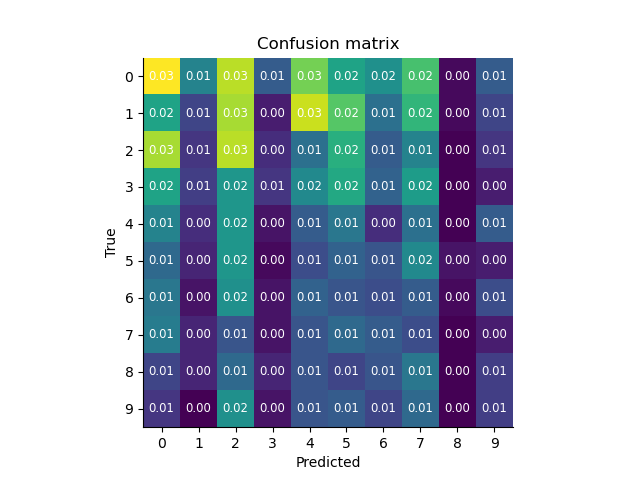 Confusion matrix
0 0.03 0.01 0.03 0.01 0.03 0.02 0.02 0.02 0.00 0.01
1 0.02 0.01 0.03 0.00 0.03 0.02 0.01 0.02 0.00 0.01
2 0.03 0.01 0.03 0.00 0.01 0.02 0.01 0.01 0.00 0.01
3 0.02 0.01 0.02 0.01 0.02 0.02 0.01 0.02 0.00 0.00
4 0.01 0.00 0.02 0.00 0.01 0.01 0.00 0.01 0.00 0.01
True
5 0.01 0.00 0.02 0.00 0.01 0.01 0.01 0.02 0.00 0.00
6 0.01 0.00 0.02 0.00 0.01 0.01 0.01 0.01 0.00 0.01
7 0.01 0.00 0.01 0.00 0.01 0.01 0.01 0.01 0.00 0.00
8 0.01 0.00 0.01 0.00 0.01 0.01 0.01 0.01 0.00 0.01
9 0.01 0.00 0.02 0.00 0.01 0.01 0.01 0.01 0.00 0.01
0 1 2 3 4 5 6 7 8 9
Predicted